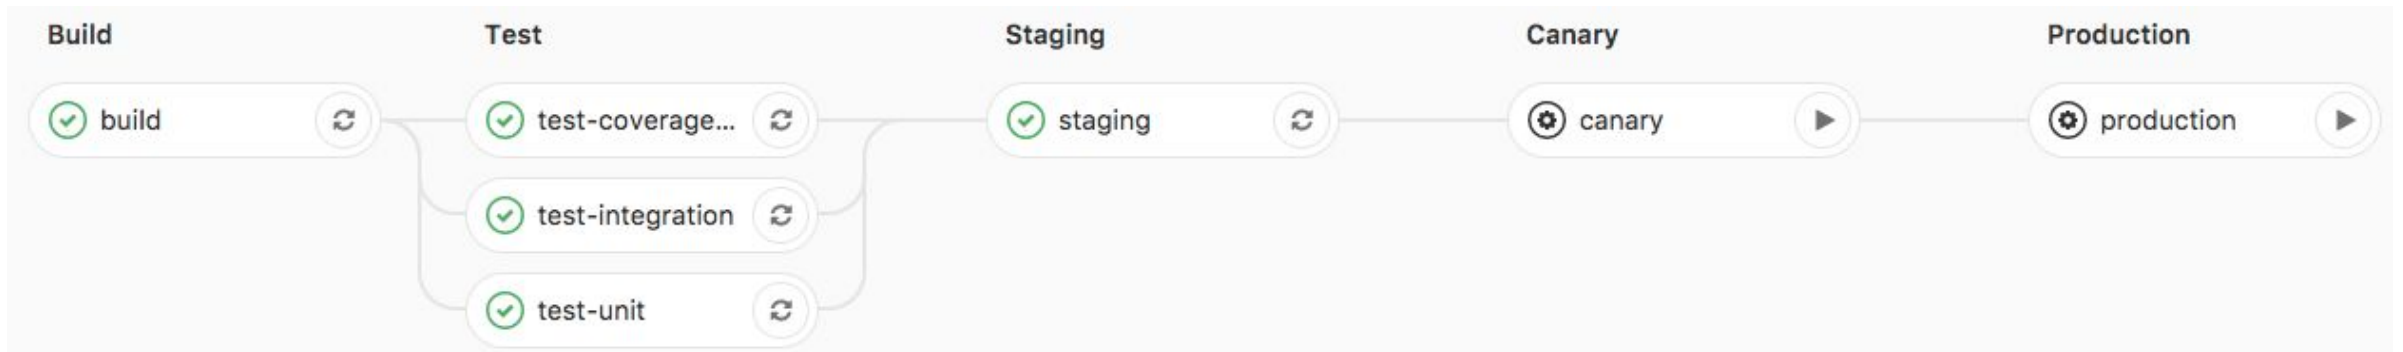 Build Test Staging Canary Production
build test-coverage... staging canary production
test-integration
test-unit